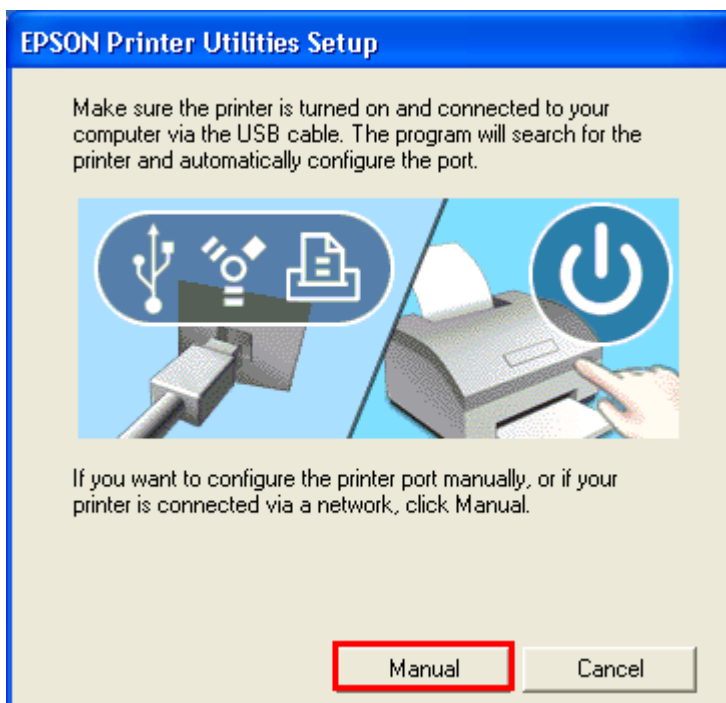 EPSON Printer Utilities Setup
Make sure the printer is turned on and connected to your
computer via the USB cable. The program will search for the
printer and automatically configure the port.
If you want to configure the printer port manually, or if your
printer is connected via a network, click Manual.
Manual
Cancel